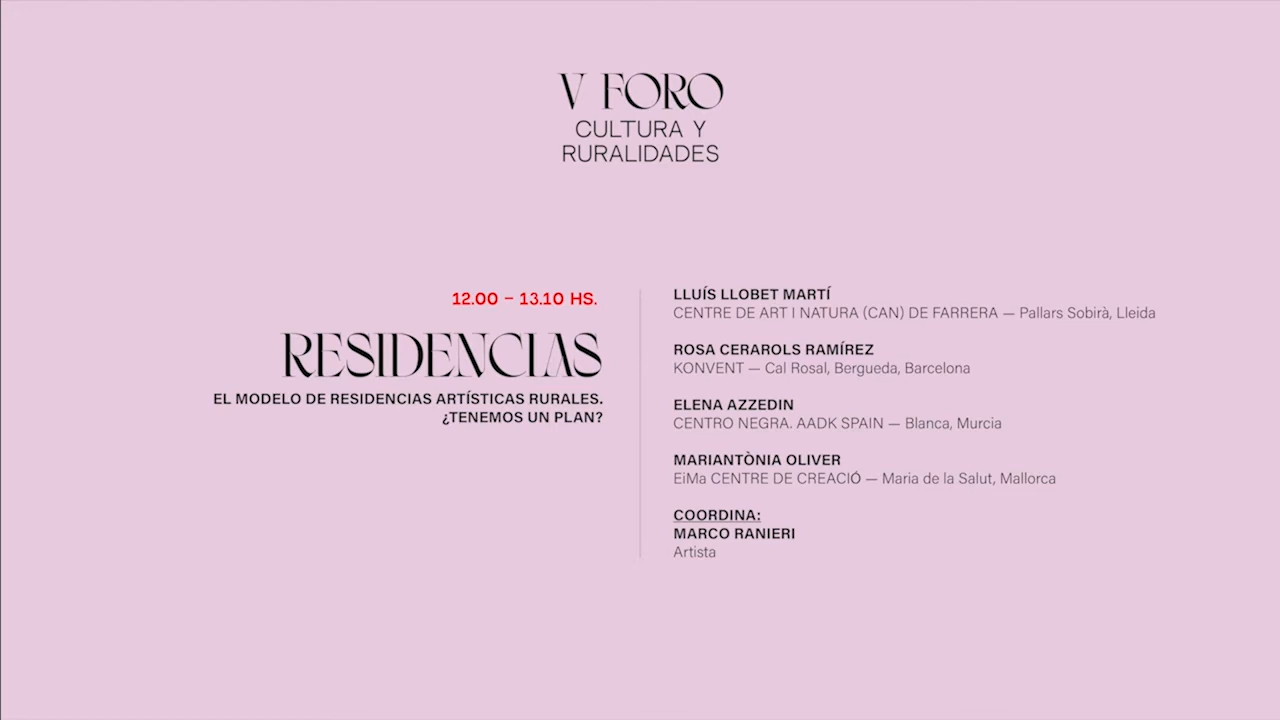 V FORO
CULTURA Y
RURALIDADES
12.00 – 13.10 HS.
RESIDENCIAS
EL MODELO DE RESIDENCIAS ARTÍSTICAS RURALES.
¿TENEMOS UN PLAN?
LLUÍS LLOBET MARTÍ
CENTRE DE ART I NATURA (CAN) DE FARRERA — Pallars Sobirà, Lleida
ROSA CERAROLS RAMÍREZ
KONVENT — Cal Rosal, Bergueda, Barcelona
ELENA AZZEDIN
CENTRO NEGRA. AADK SPAIN — Blanca, Murcia
MARIANTÒNIA OLIVER
EiMa CENTRE DE CREACIÓ — Maria de la Salut, Mallorca
COORDINA:
MARCO RANIERI
Artista